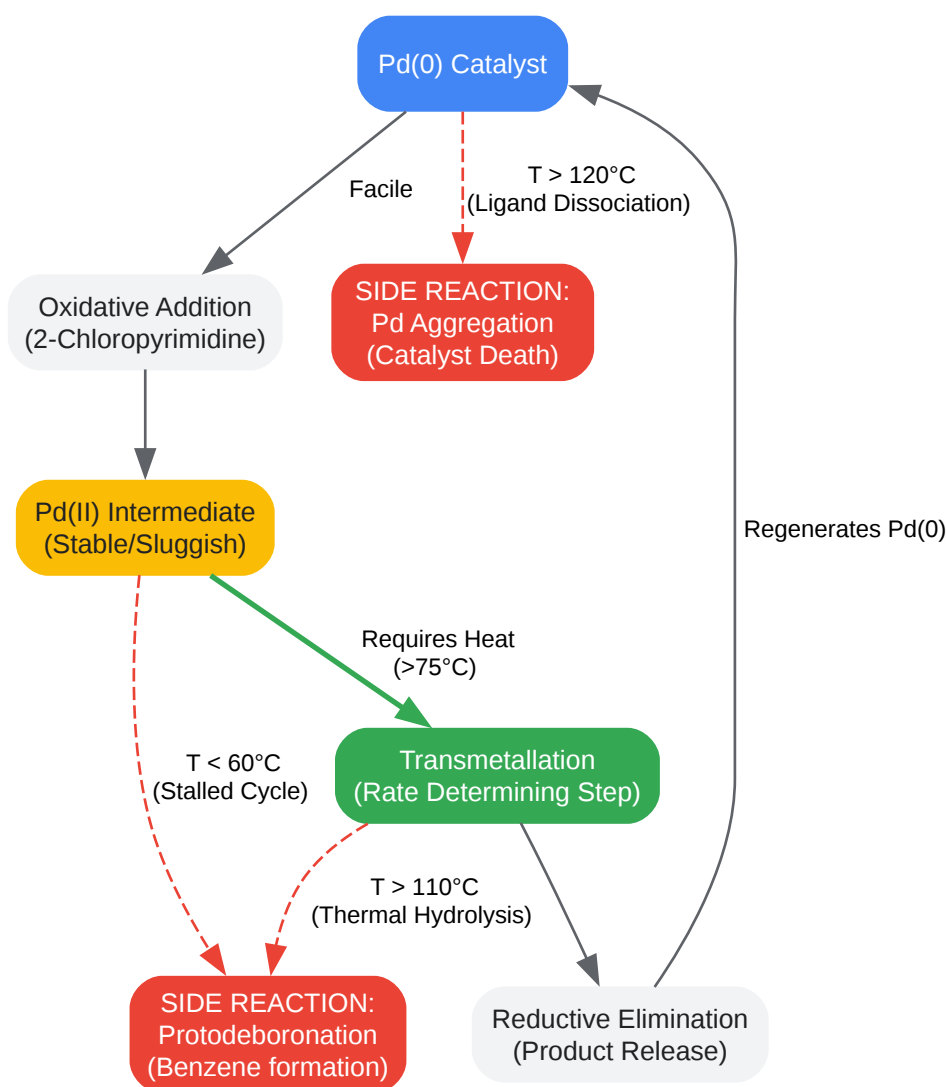 Pd(0) Catalyst
Facile
T > 120°C
(Ligand Dissociation)
Oxidative Addition
(2-Chloropyrimidine)
SIDE REACTION:
Pd Aggregation
(Catalyst Death)
Pd(II) Intermediate
(Stable/Sluggish)
Regenerates Pd(0)
Requires Heat
(>75°C)
T < 60°C
(Stalled Cycle)
Transmetallation
(Rate Determining Step)
T > 110°C
(Thermal Hydrolysis)
SIDE REACTION:
Protodeboronation
(Benzene formation)
Reductive Elimination
(Product Release)